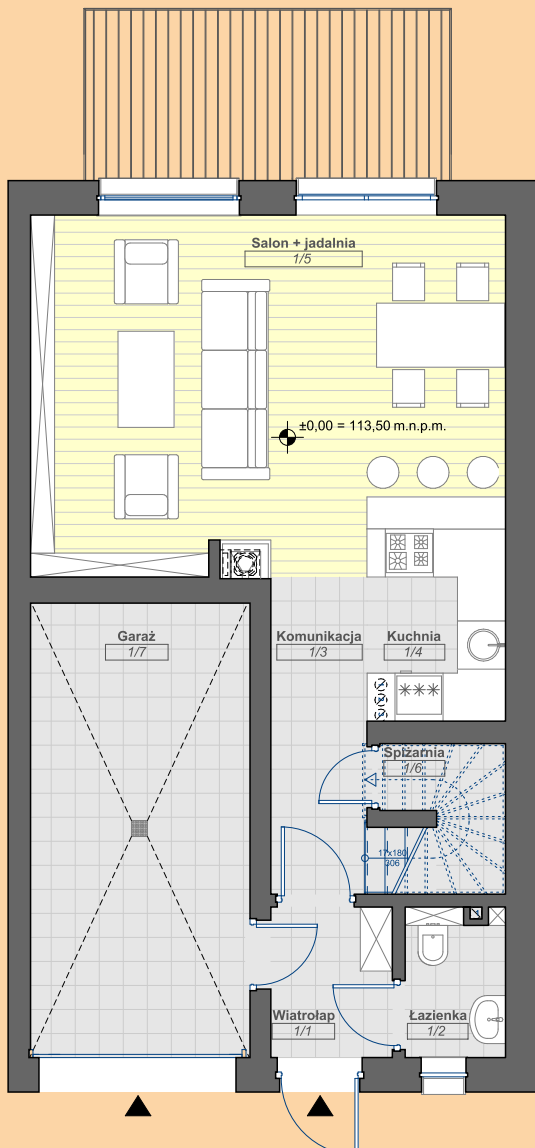 Salon + jadalnia
1/5
±0,00 = 113,50 m.n.p.m.
Garaż
1/7
Komunikacja
1/3
Kuchnia
1/4
Spiżarnia
1/6
17x180
306
Wiatrołap
1/1
Łazienka
1/2